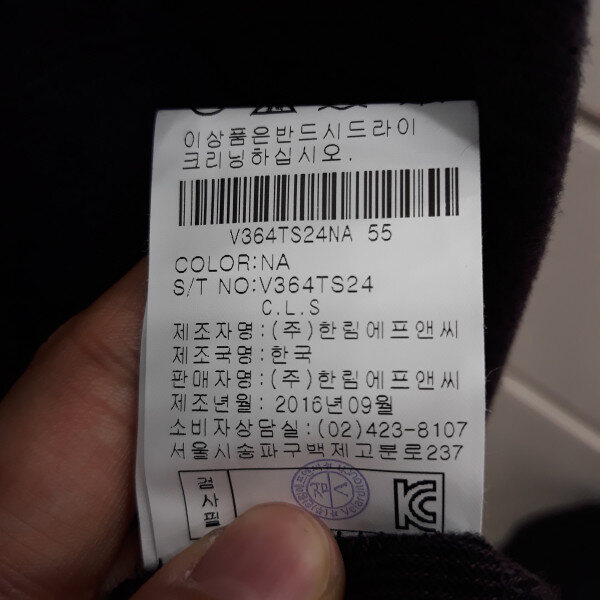 이상품은반드시드라이
크리닝하십시오.
V364TS24NA 55
COLOR:NA
S/T NO:V364TS24
C.L.S
제조자명:(주)한림에프앤씨
제조국명:한국
판매자명:(주)한림에프앤씨
제조년월: 2016년09월
소비자상담실:(02)423-8107
서울시송파구백제고분로237
검사필